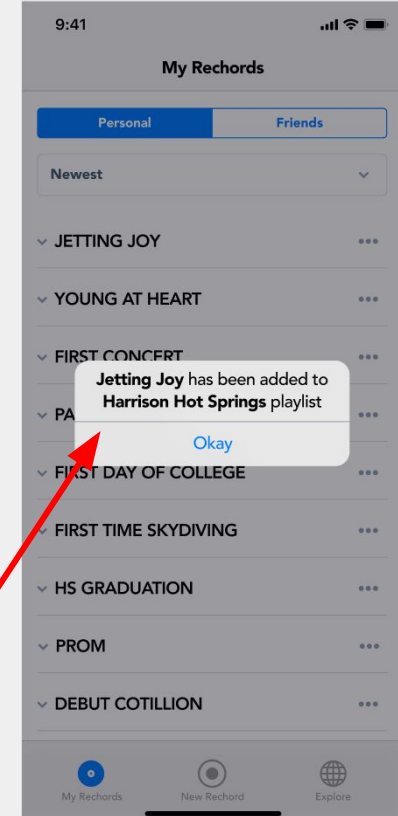 9:41
My Rechords
Personal
Friends
Newest
JETTING JOY
YOUNG AT HEART
FIRST CONCERT
Jetting Joy has been added to
Harrison Hot Springs playlist
PA
Okay
FIRST DAY OF COLLEGE
FIRST TIME SKYDIVING
HS GRADUATION
PROM
DEBUT COTILLION
My Rechords
New Rechord
Explore